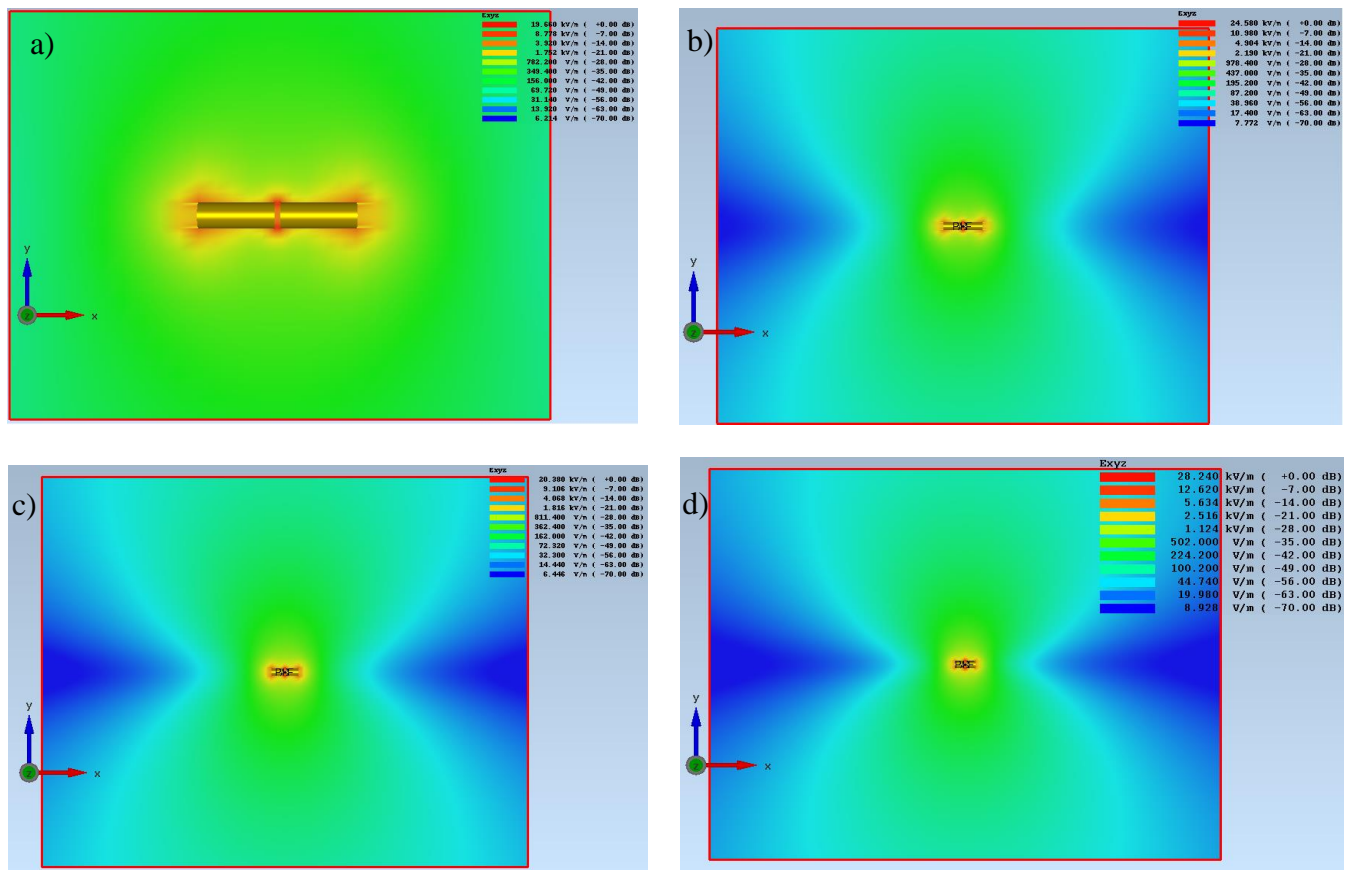 a)
Exyz
19.660 kV/m ( +0.00 dB)
8.778 kV/m ( -7.00 dB)
3.920 kV/m ( -14.00 dB)
1.752 kV/m ( -21.00 dB)
782.200 V/m ( -28.00 dB)
349.400 V/m ( -35.00 dB)
156.000 V/m ( -42.00 dB)
69.720 V/m ( -49.00 dB)
31.140 V/m ( -56.00 dB)
13.920 V/m ( -63.00 dB)
6.214 V/m ( -70.00 dB)
y
z
x
b)
Exyz
24.580 kV/m ( +0.00 dB)
10.980 kV/m ( -7.00 dB)
4.904 kV/m ( -14.00 dB)
2.190 kV/m ( -21.00 dB)
978.400 V/m ( -28.00 dB)
437.000 V/m ( -35.00 dB)
195.200 V/m ( -42.00 dB)
87.200 V/m ( -49.00 dB)
38.960 V/m ( -56.00 dB)
17.400 V/m ( -63.00 dB)
7.772 V/m ( -70.00 dB)
y
z
x
c)
Exyz
20.380 kV/m ( +0.00 dB)
9.106 kV/m ( -7.00 dB)
4.068 kV/m ( -14.00 dB)
1.816 kV/m ( -21.00 dB)
811.400 V/m ( -28.00 dB)
362.400 V/m ( -35.00 dB)
162.000 V/m ( -42.00 dB)
72.320 V/m ( -49.00 dB)
32.300 V/m ( -56.00 dB)
14.440 V/m ( -63.00 dB)
6.446 V/m ( -70.00 dB)
y
z
x
d)
Exyz
28.240 kV/m ( +0.00 dB)
12.620 kV/m ( -7.00 dB)
5.634 kV/m ( -14.00 dB)
2.516 kV/m ( -21.00 dB)
1.124 kV/m ( -28.00 dB)
502.000 V/m ( -35.00 dB)
224.200 V/m ( -42.00 dB)
100.200 V/m ( -49.00 dB)
44.740 V/m ( -56.00 dB)
19.980 V/m ( -63.00 dB)
8.928 V/m ( -70.00 dB)
y
z
x